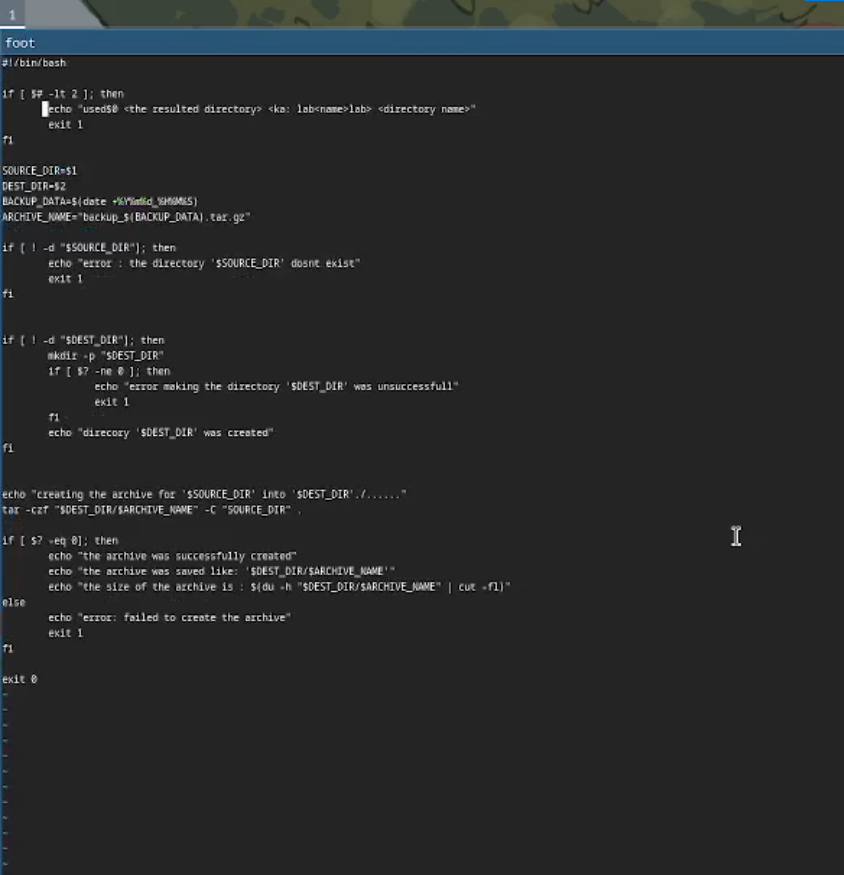 1
foot
#!/bin/bash
if [ $# -lt 2 ]; then
echo "used$0 <the resulted directory> <ka: lab<name>lab> <directory name>"
exit 1
fi
SOURCE_DIR=$1
DEST_DIR=$2
BACKUP_DATA=$(date +%Y%m%d_%H%M%S)
ARCHIVE_NAME="backup_$(BACKUP_DATA).tar.gz"
if [ ! -d "$SOURCE_DIR"]; then
echo "error : the directory '$SOURCE_DIR' dosnt exist"
exit 1
fi
if [ ! -d "$DEST_DIR"]; then
mkdir -p "$DEST_DIR"
if [ $? -ne 0 ]; then
echo "error making the directory '$DEST_DIR' was unsuccessfull"
exit 1
fi
echo "direcory '$DEST_DIR' was created"
fi
echo "creating the archive for '$SOURCE_DIR' into '$DEST_DIR'./......"
tar -czf "$DEST_DIR/$ARCHIVE_NAME" -C "SOURCE_DIR" .
if [ $? -eq 0]; then
echo "the archive was successfully created"
echo "the archive was saved like: '$DEST_DIR/$ARCHIVE_NAME'"
echo "the size of the archive is : $(du -h "$DEST_DIR/$ARCHIVE_NAME" | cut -f1)"
else
echo "error: failed to create the archive"
exit 1
fi
exit 0
~
~
~
~
~
~
~
~
~
~
~
~